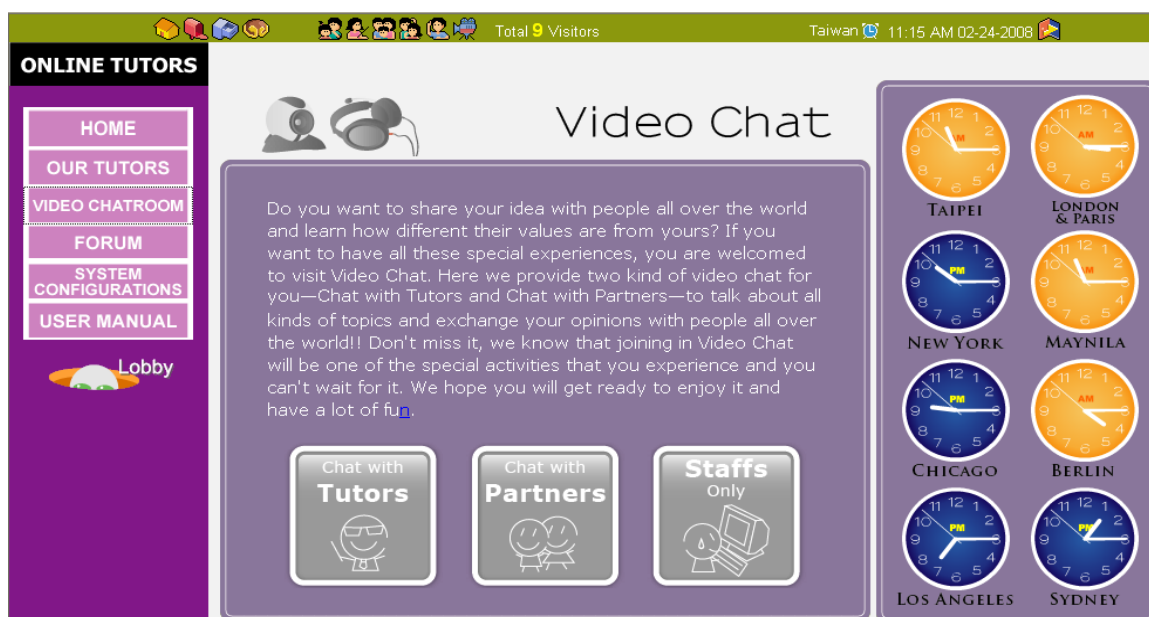 Total 9 Visitors
Taiwan 11:15 AM 02-24-2008
ONLINE TUTORS
HOME
OUR TUTORS
VIDEO CHATROOM
FORUM
SYSTEM
CONFIGURATIONS
USER MANUAL
Lobby
Video Chat
Do you want to share your idea with people all over the world
and learn how different their values are from yours? If you
want to have all these special experiences, you are welcomed
to visit Video Chat. Here we provide two kind of video chat for
you—Chat with Tutors and Chat with Partners—to talk about all
kinds of topics and exchange your opinions with people all over
the world!! Don't miss it, we know that joining in Video Chat
will be one of the special activities that you experience and you
can't wait for it. We hope you will get ready to enjoy it and
have a lot of fun.
Chat with
Tutors
Chat with
Partners
Staffs
Only
AM
TAIPEI
AM
LONDON
& PARIS
PM
NEW YORK
AM
MAYNILA
PM
CHICAGO
AM
BERLIN
PM
LOS ANGELES
PM
SYDNEY